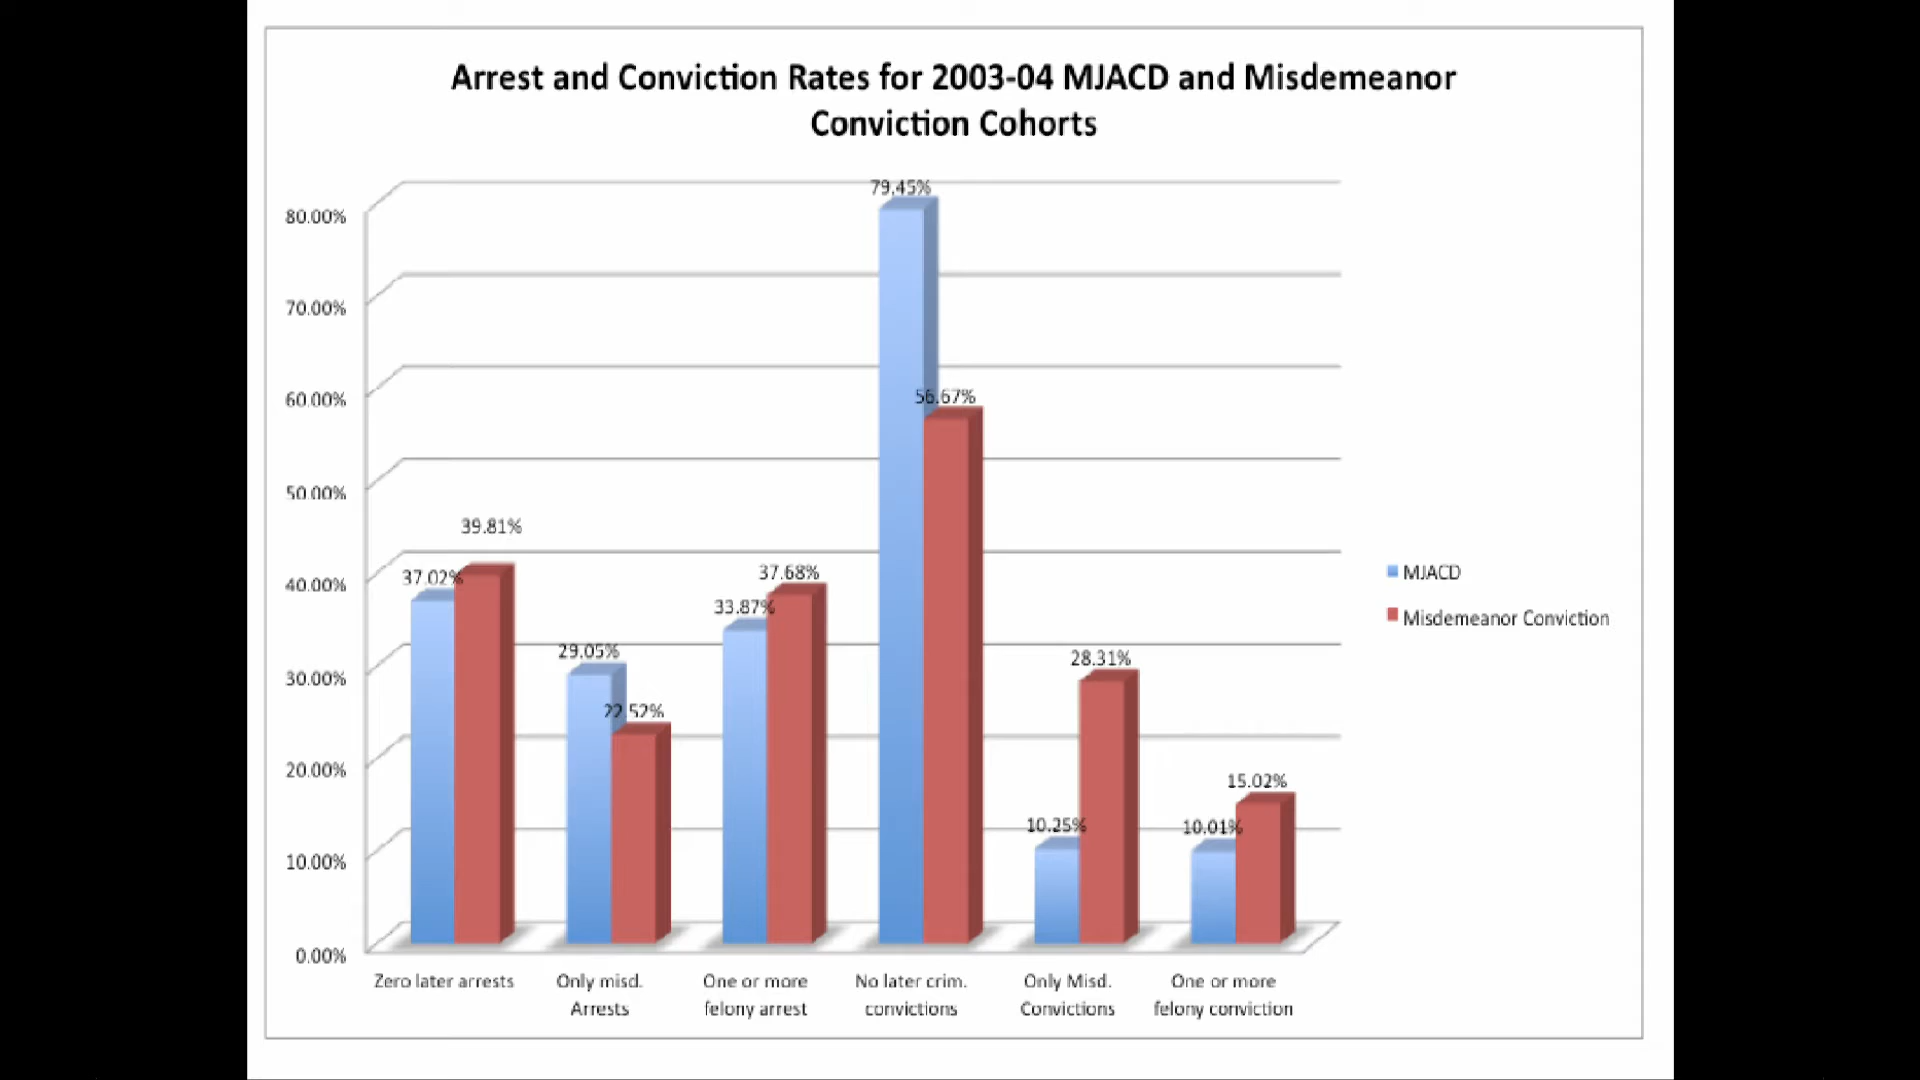 Arrest and Conviction Rates for 2003-04 MJACD and Misdemeanor
Conviction Cohorts
80.00%
70.00%
60.00%
50.00%
40.00%
30.00%
20.00%
10.00%
0.00%
37.02%
39.81%
29.05%
22.52%
33.87%
37.68%
79.45%
56.67%
10.25%
28.31%
10.01%
15.02%
Zero later arrests
Only misd.
Arrests
One or more
felony arrest
No later crim.
convictions
Only Misd.
Convictions
One or more
felony conviction
MJACD
Misdemeanor Conviction